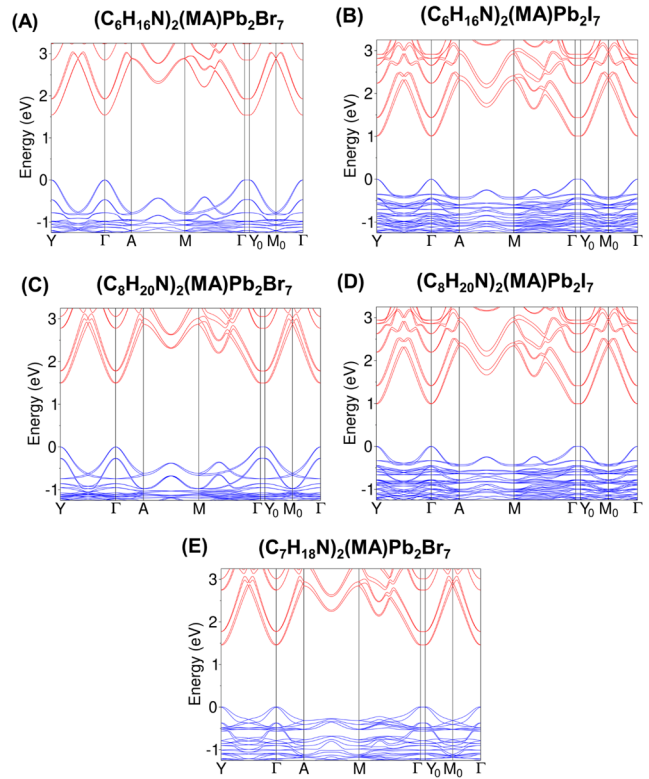 (A) (C₆H₁₆N)₂(MA)Pb₂Br₇
Energy (eV)
3
2
1
0
-1
Y Γ A M Γ Y₀ M₀ Γ
(B) (C₆H₁₆N)₂(MA)Pb₂I₇
Energy (eV)
3
2
1
0
-1
Y Γ A M Γ Y₀ M₀ Γ
(C) (C₈H₂₀N)₂(MA)Pb₂Br₇
Energy (eV)
3
2
1
0
-1
Y Γ A M Γ Y₀ M₀ Γ
(D) (C₈H₂₀N)₂(MA)Pb₂I₇
Energy (eV)
3
2
1
0
-1
Y Γ A M Γ Y₀ M₀ Γ
(E) (C₇H₁₈N)₂(MA)Pb₂Br₇
Energy (eV)
3
2
1
0
-1
Y Γ A M Γ Y₀ M₀ Γ